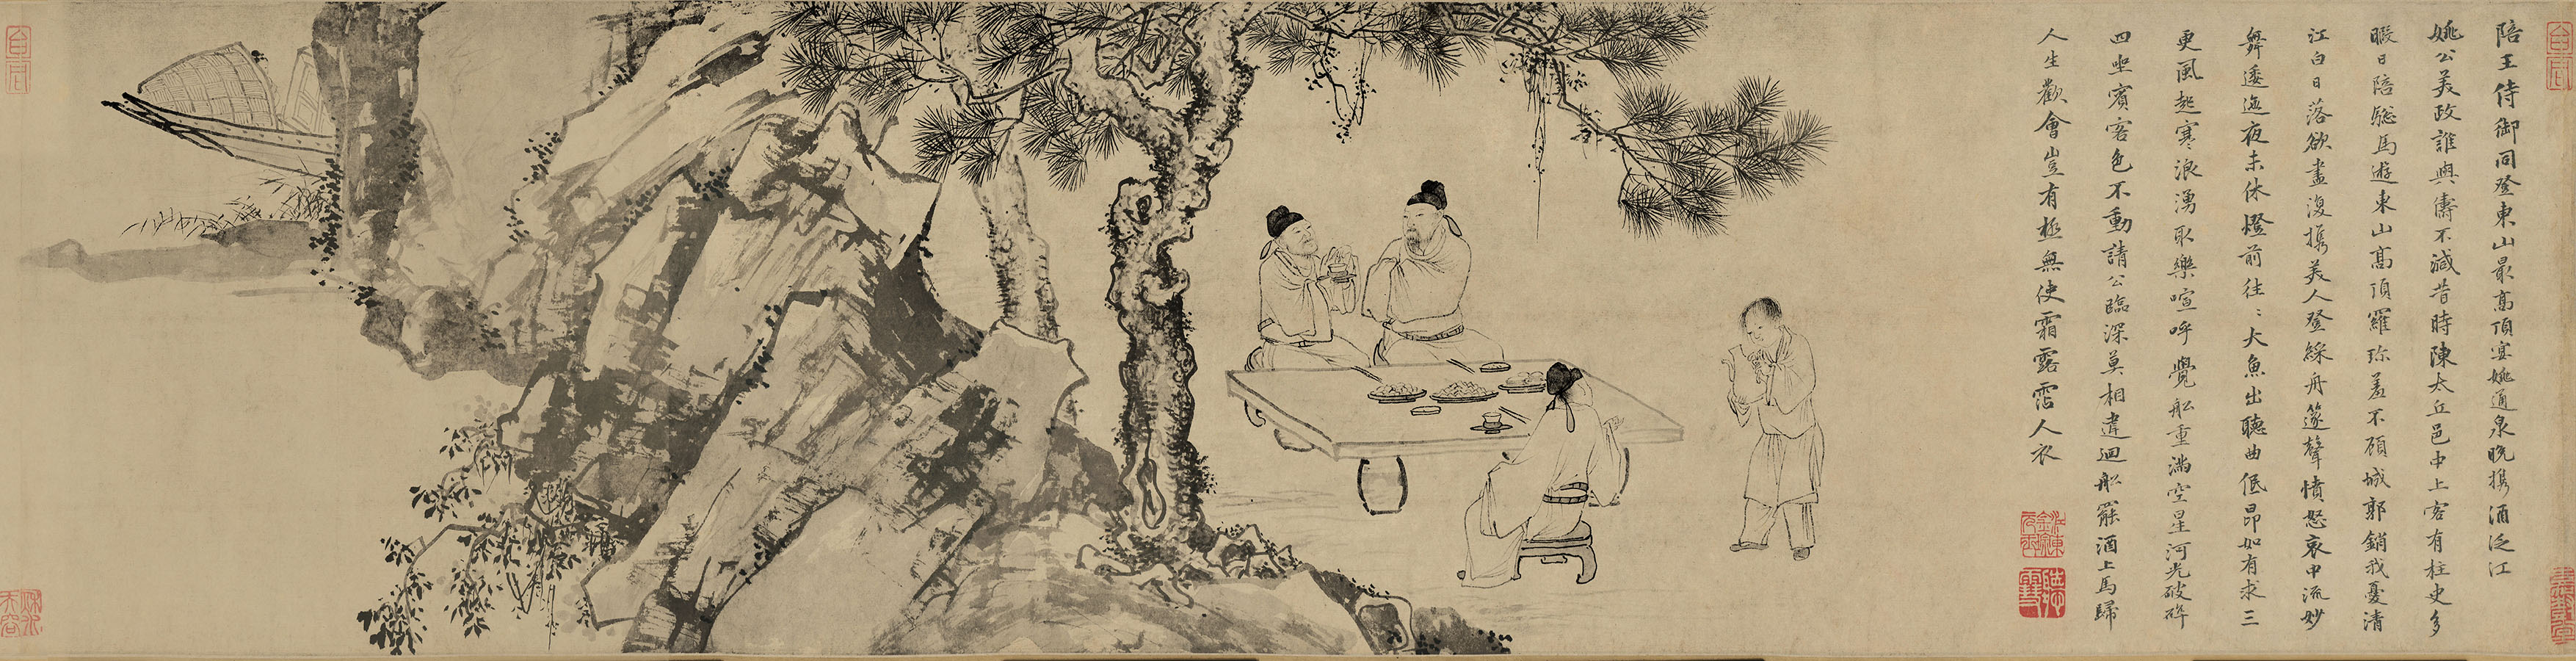 陪王侍御同登東山最高頂宴姚通泉晚攜酒泛江
姚公美政誰與儔不減昔時陳太丘邑中上客有柱史多
暇日陪驄馬遊東山高頂羅珍羞不顧城郭銷我憂清
江白日落欲盡復攜美人登綵舟篴聲憤怒哀中流妙
舞逶迤夜未休燈前往〻大魚出聽曲低昂如有求三
更風起寒浪湧取樂喧呼覺船重滿空星河光破碎
四坐賓客色不動請公臨深莫相違迴船罷酒上馬歸
人生歡會豈有極無使霜露霑人衣